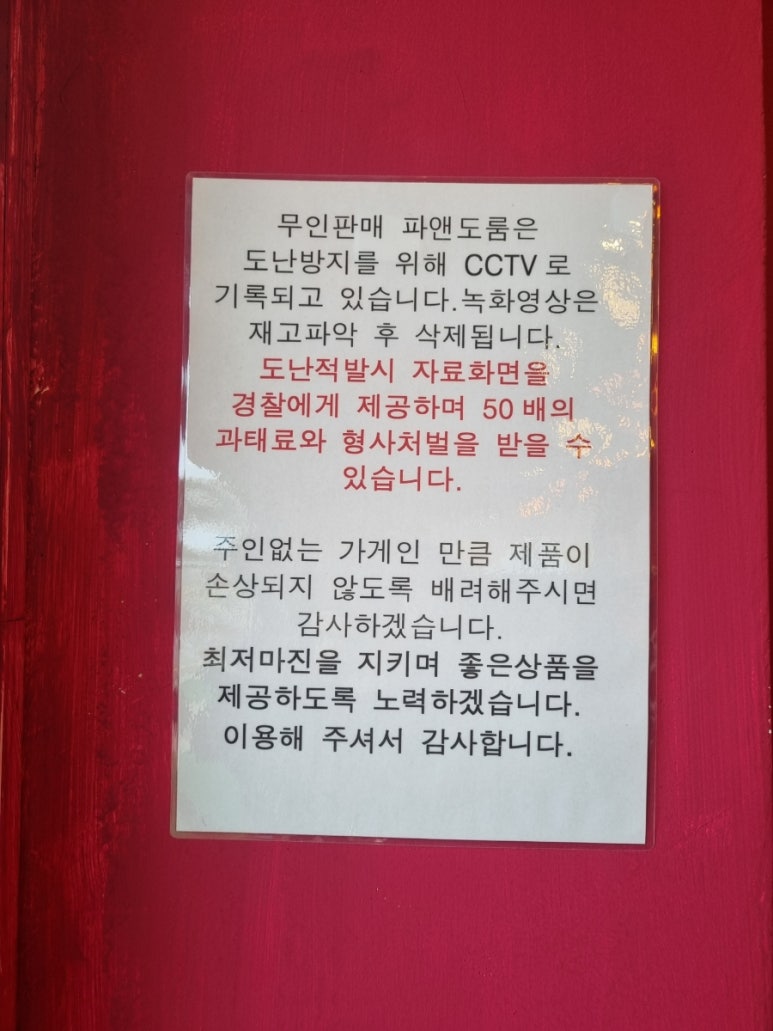 무인판매 파앤도룸은
도난방지를 위해 CCTV로
기록되고 있습니다.녹화영상은
재고파악 후 삭제됩니다.
도난적발시 자료화면을
경찰에게 제공하며 50배의
과태료와 형사처벌을 받을 수
있습니다.
주인없는 가게인 만큼 제품이
손상되지 않도록 배려해주시면
감사하겠습니다.
최저마진을 지키며 좋은상품을
제공하도록 노력하겠습니다.
이용해 주셔서 감사합니다.